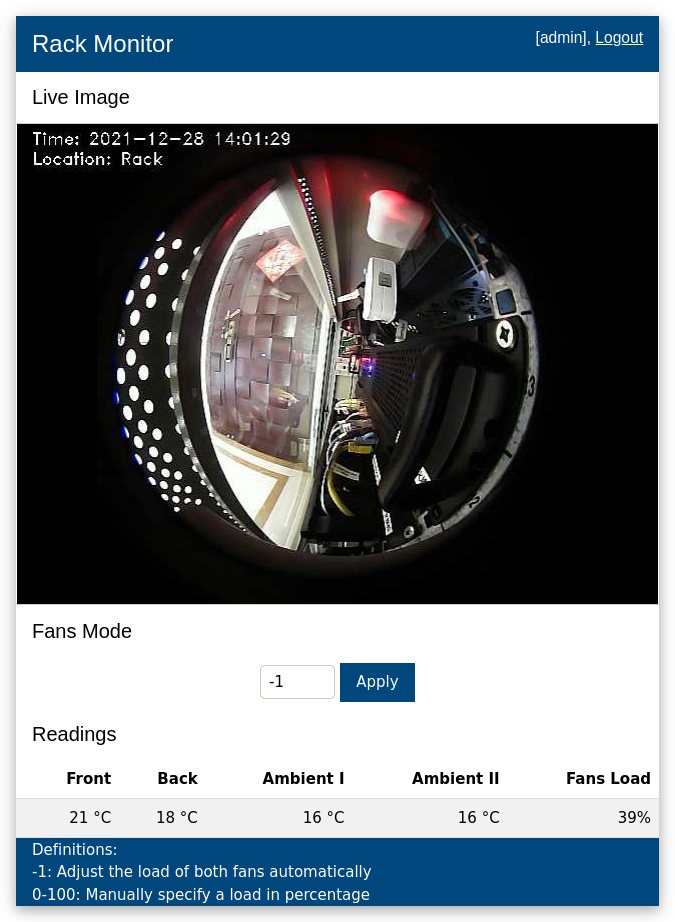 Rack Monitor
[admin], Logout
Live Image
Time: 2021-12-28 14:01:29
Location: Rack
3
2
Fans Mode
-1 Apply
Readings
Front Back Ambient I Ambient II Fans Load
21 °C 18 °C 16 °C 16 °C 39%
Definitions:
-1: Adjust the load of both fans automatically
0-100: Manually specify a load in percentage